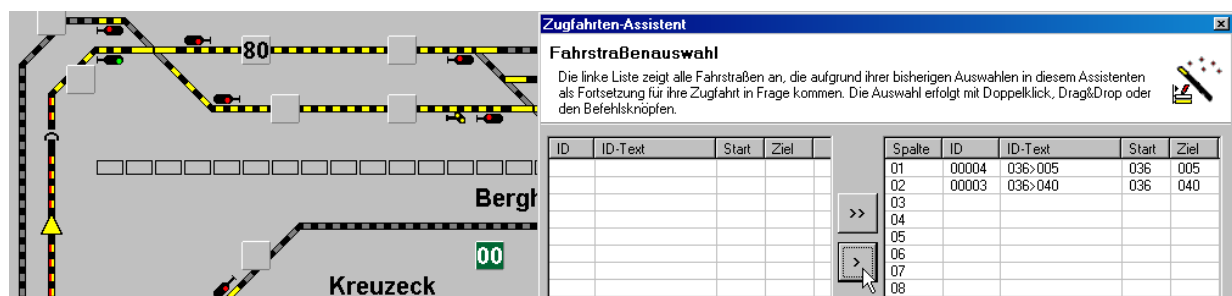 80
Bergh
00
Kreuzeck
Zugfahrten-Assistent
Fahrstraßenauswahl
Die linke Liste zeigt alle Fahrstraßen an, die aufgrund ihrer bisherigen Auswahlen in diesem Assistenten
als Fortsetzung für ihre Zugfahrt in Frage kommen. Die Auswahl erfolgt mit Doppelklick, Drag&Drop oder
den Befehlsknöpfen.
ID ID-Text Start Ziel
>>
>
Spalte ID ID-Text Start Ziel
01 00004 036>005 036 005
02 00003 036>040 036 040
03
04
05
06
07
08